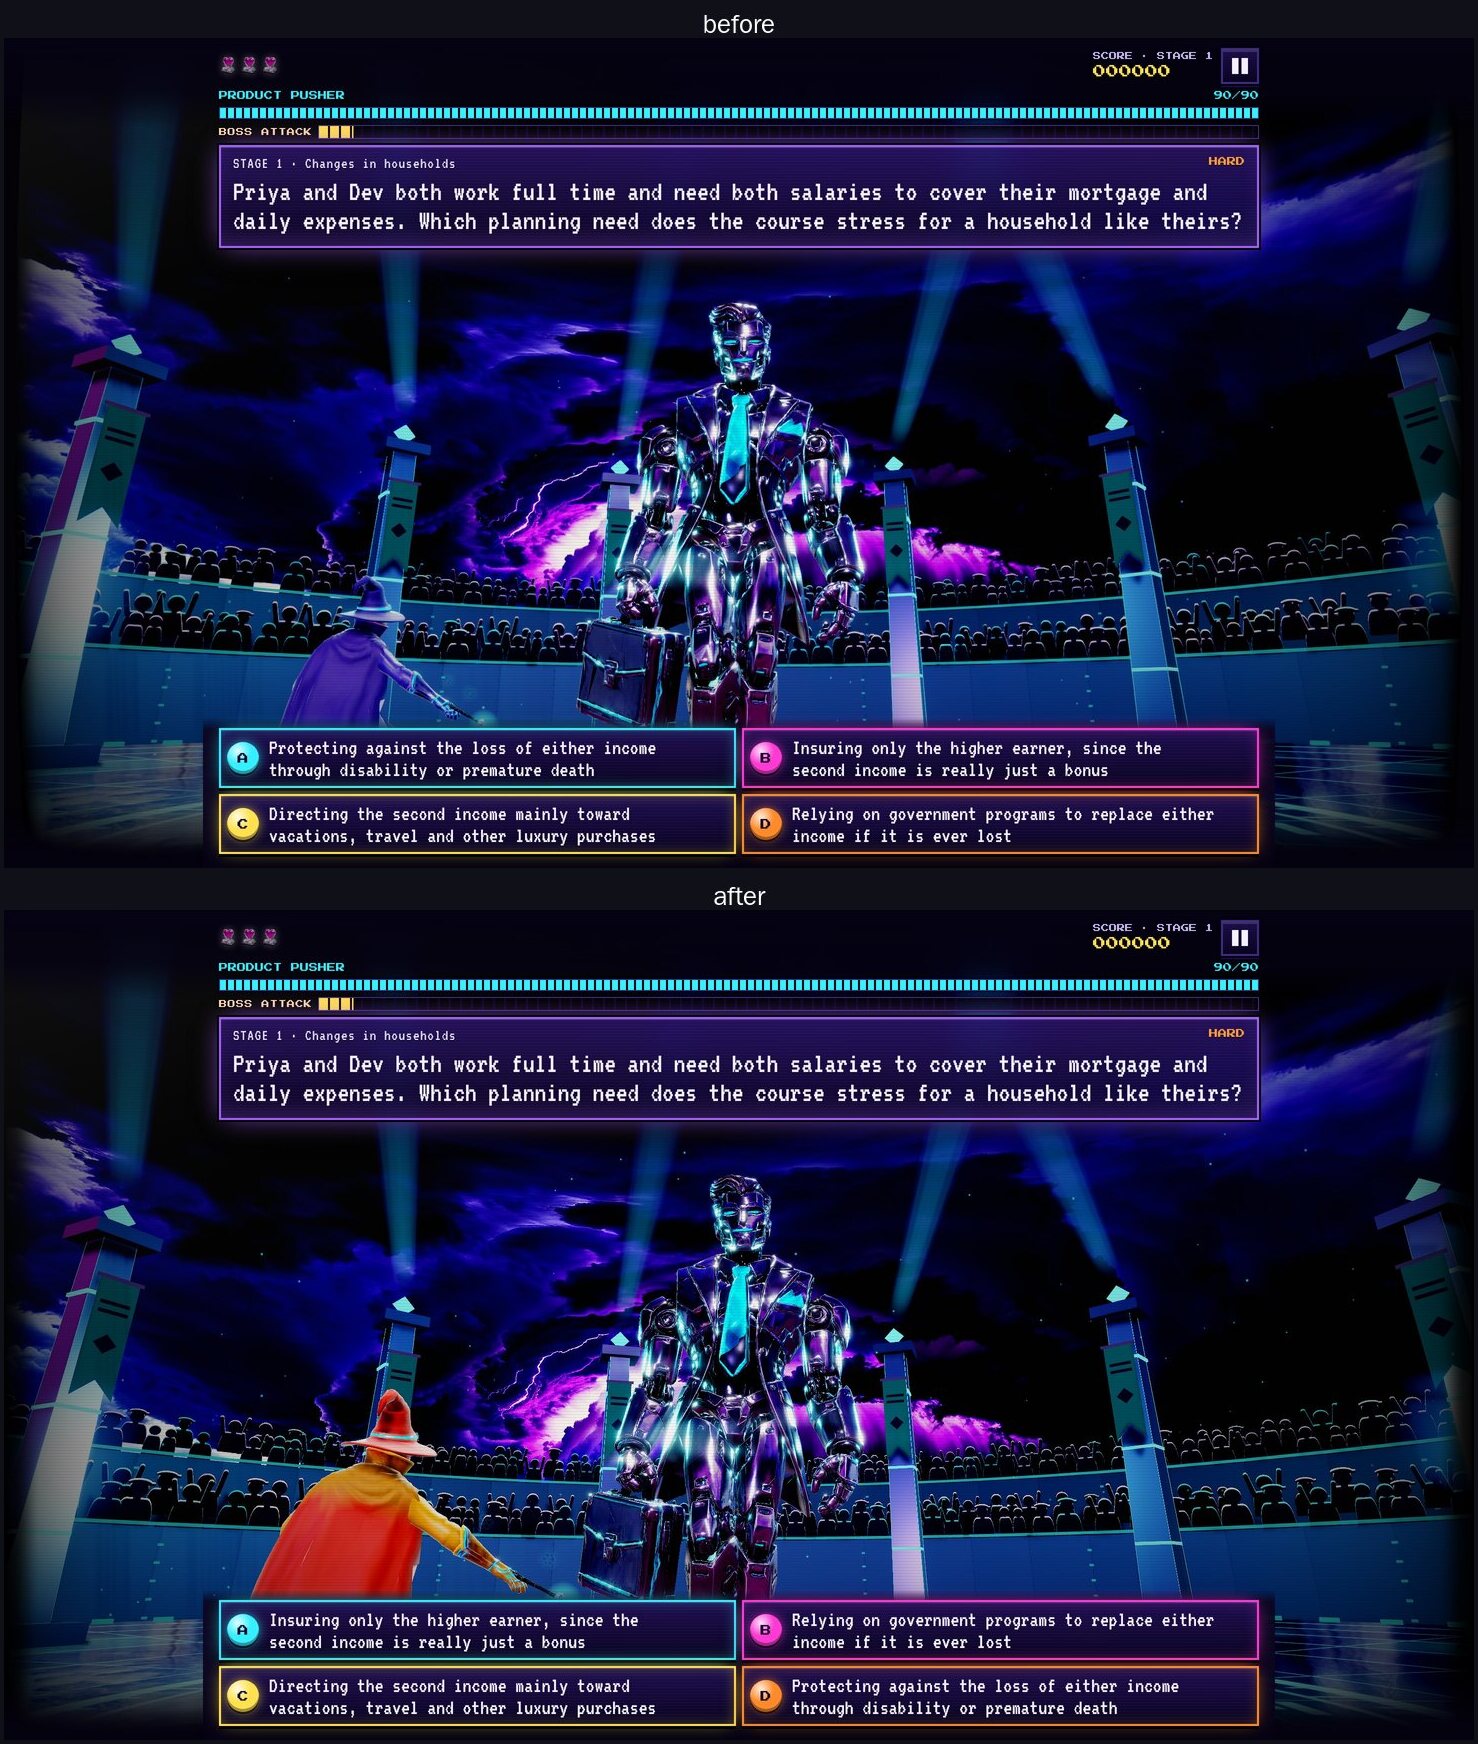 before
SCORE · STAGE 1
000000
PRODUCT PUSHER
90/90
BOSS ATTACK
STAGE 1 · Changes in households
HARD
Priya and Dev both work full time and need both salaries to cover their mortgage and
daily expenses. Which planning need does the course stress for a household like theirs?
A
Protecting against the loss of either income
through disability or premature death
B
Insuring only the higher earner, since the
second income is really just a bonus
C
Directing the second income mainly toward
vacations, travel and other luxury purchases
D
Relying on government programs to replace either
income if it is ever lost
after
SCORE · STAGE 1
000000
PRODUCT PUSHER
90/90
BOSS ATTACK
STAGE 1 · Changes in households
HARD
Priya and Dev both work full time and need both salaries to cover their mortgage and
daily expenses. Which planning need does the course stress for a household like theirs?
A
Insuring only the higher earner, since the
second income is really just a bonus
B
Relying on government programs to replace either
income if it is ever lost
C
Directing the second income mainly toward
vacations, travel and other luxury purchases
D
Protecting against the loss of either income
through disability or premature death